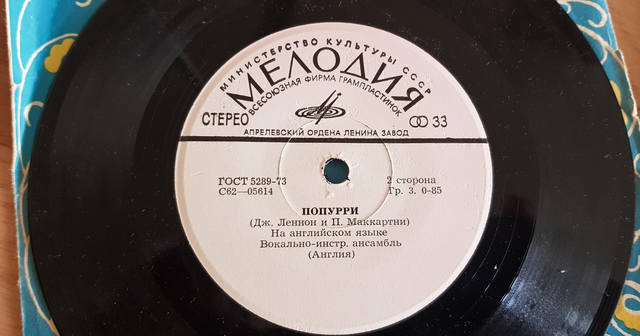 МИНИСТЕРСТВО КУЛЬТУРЫ СССР
МЕЛОДИЯ
ВСЕСОЮЗНАЯ ФИРМА ГРАМПЛАСТИНОК
СТЕРЕО 33
АПРЕЛЕВСКИЙ ОРДЕНА ЛЕНИНА ЗАВОД
ГОСТ 5289-73 2 сторона
С62—05614 Гр. 3. 0-85
ПОПУРРИ
(Дж. Леннон и П. Маккартни)
На английском языке
Вокально-инстр. ансамбль
(Англия)